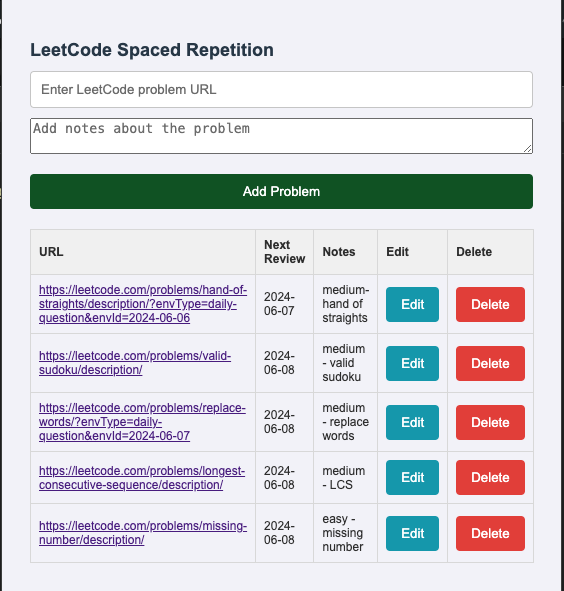 LeetCode Spaced Repetition
Enter LeetCode problem URL
Add notes about the problem
Add Problem
URL
Next
Review
Notes
Edit
Delete
https://leetcode.com/problems/hand-of-
straights/description/?envType=daily-
question&envId=2024-06-06
2024-
06-07
medium-
hand of
straights
Edit
Delete
https://leetcode.com/problems/valid-
sudoku/description/
2024-
06-08
medium
- valid
sudoku
Edit
Delete
https://leetcode.com/problems/replace-
words/?envType=daily-
question&envId=2024-06-07
2024-
06-08
medium
- replace
words
Edit
Delete
https://leetcode.com/problems/longest-
consecutive-sequence/description/
2024-
06-08
medium
- LCS
Edit
Delete
https://leetcode.com/problems/missing-
number/description/
2024-
06-08
easy -
missing
number
Edit
Delete